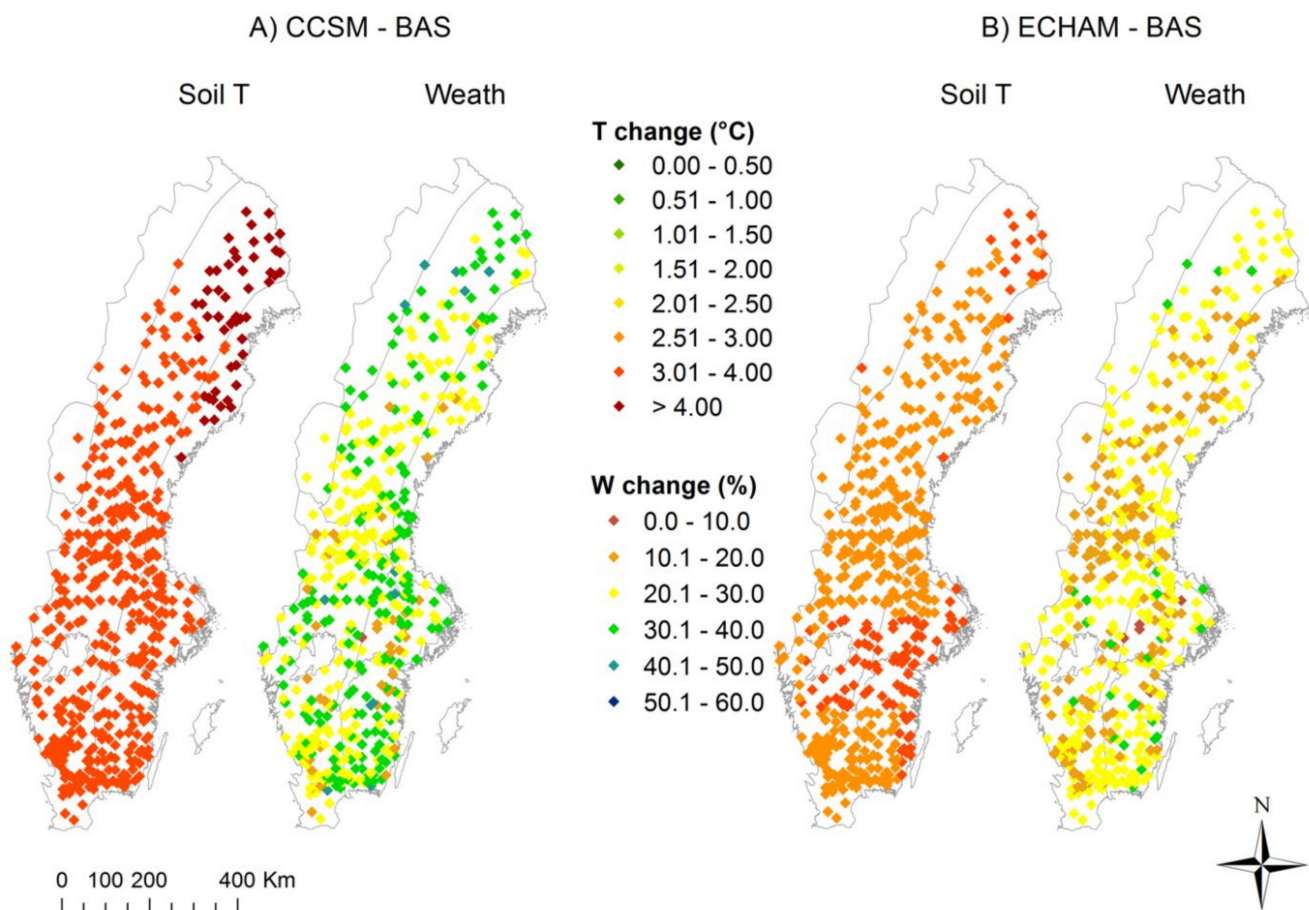 A) CCSM - BAS
B) ECHAM - BAS
Soil T
Weath
Soil T
Weath
T change (°C)
0.00 - 0.50
0.51 - 1.00
1.01 - 1.50
1.51 - 2.00
2.01 - 2.50
2.51 - 3.00
3.01 - 4.00
> 4.00
W change (%)
0.0 - 10.0
10.1 - 20.0
20.1 - 30.0
30.1 - 40.0
40.1 - 50.0
50.1 - 60.0
N
0 100 200 400 Km